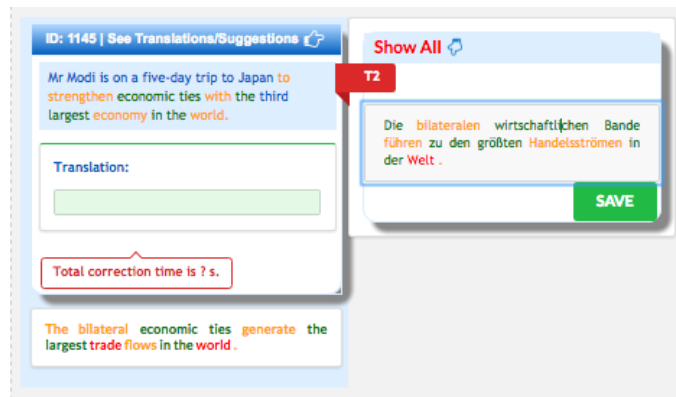 ID: 1145 | See Translations/Suggestions
Mr Modi is on a five-day trip to Japan to
strengthen economic ties with the third
largest economy in the world.
Translation:
Total correction time is ? s.
The bilateral economic ties generate the
largest trade flows in the world .
Show All
T2
Die bilateralen wirtschaftlichen Bande
führen zu den größten Handelsströmen in
der Welt .
SAVE